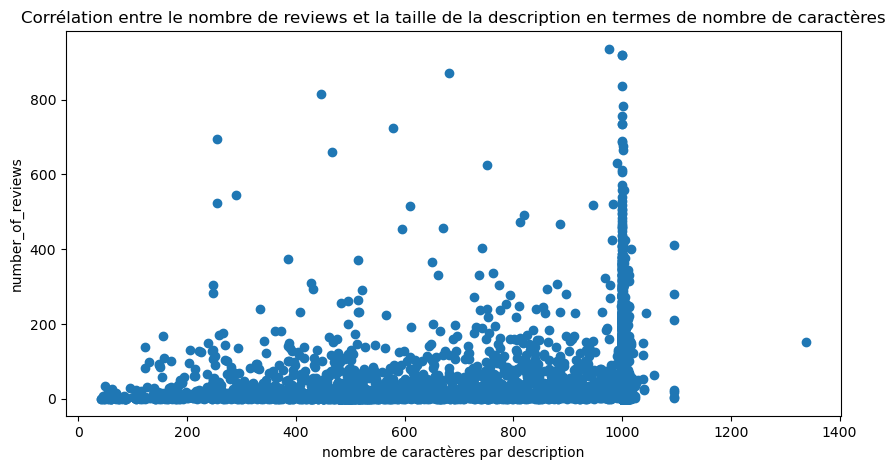 Corrélation entre le nombre de reviews et la taille de la description en termes de nombre de caractères
800
600
400
200
0
number_of_reviews
0 200 400 600 800 1000 1200 1400
nombre de caractères par description